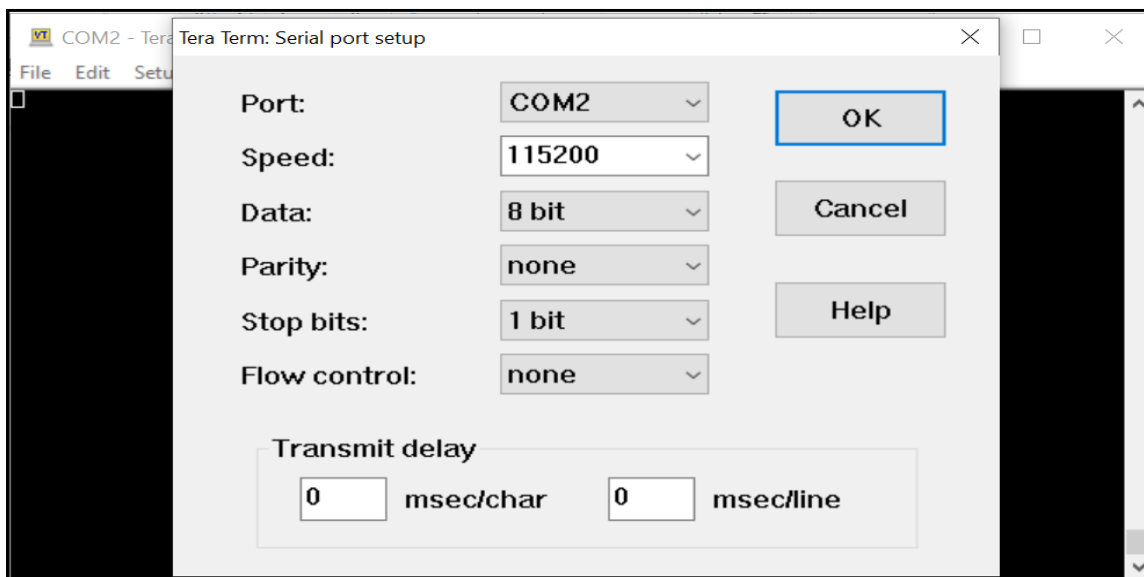 COM2 - Tera
Tera Term: Serial port setup
File Edit Setu
Port: COM2
OK
Speed: 115200
Data: 8 bit
Cancel
Parity: none
Stop bits: 1 bit
Help
Flow control: none
Transmit delay
0 msec/char 0 msec/line